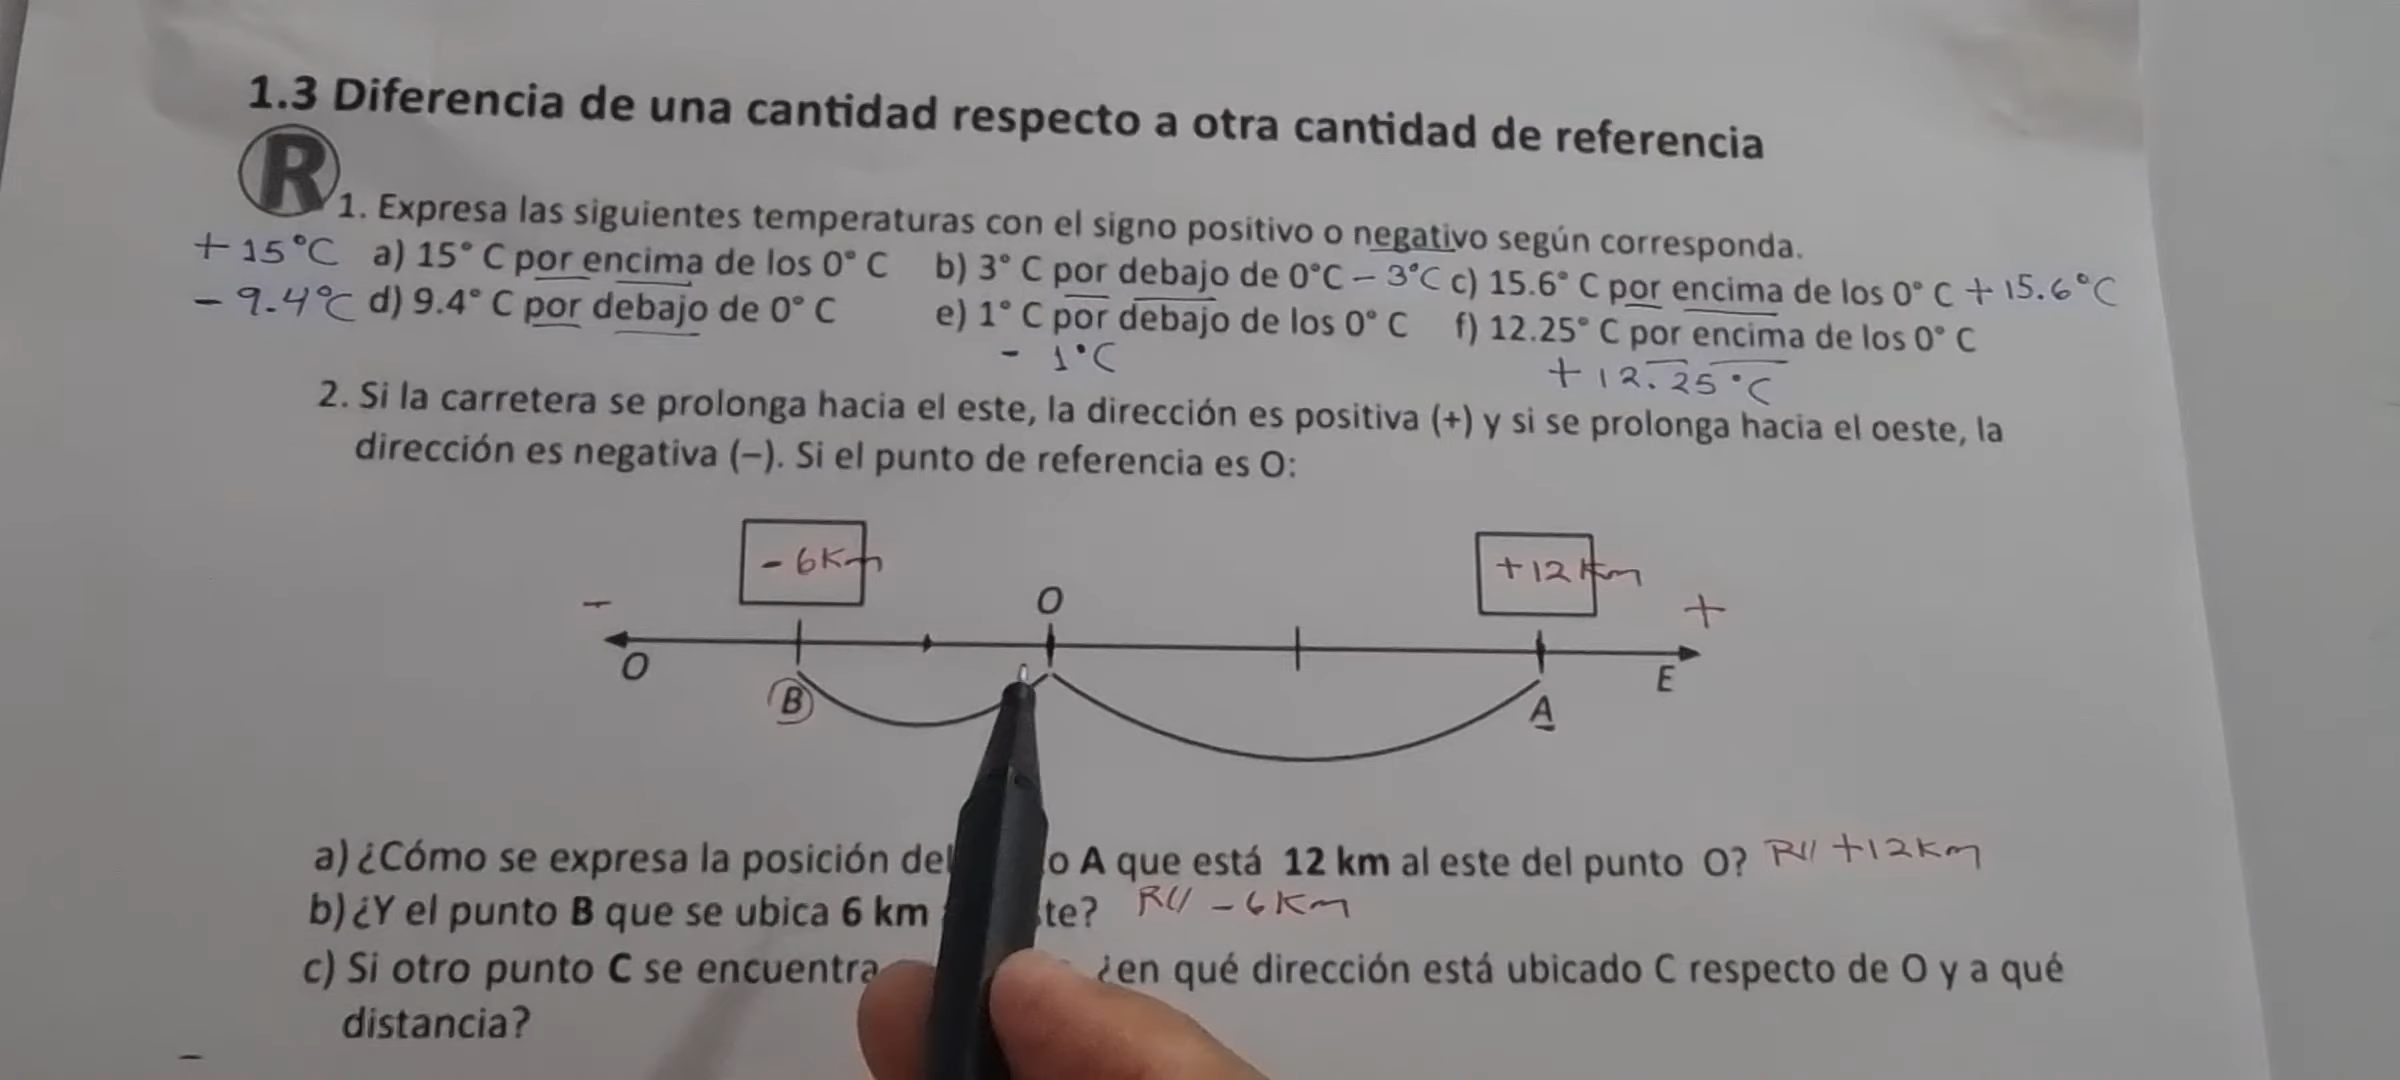 1.3 Diferencia de una cantidad respecto a otra cantidad de referencia
R
1. Expresa las siguientes temperaturas con el signo positivo o negativo según corresponda.
+15°C a) 15° C por encima de los 0° C b) 3° C por debajo de 0°C -3°C c) 15.6° C por encima de los 0° C +15.6°C
-9.4°C d) 9.4° C por debajo de 0° C e) 1° C por debajo de los 0° C f) 12.25° C por encima de los 0° C
- 1°C +12.25°C
2. Si la carretera se prolonga hacia el este, la dirección es positiva (+) y si se prolonga hacia el oeste, la
dirección es negativa (−). Si el punto de referencia es O:
-6Km +12Km
- O +
O B A E
a) ¿Cómo se expresa la posición del o A que está 12 km al este del punto O? R// +12Km
b) ¿Y el punto B que se ubica 6 km te? R// -6Km
c) Si otro punto C se encuentra ¿en qué dirección está ubicado C respecto de O y a qué
distancia?